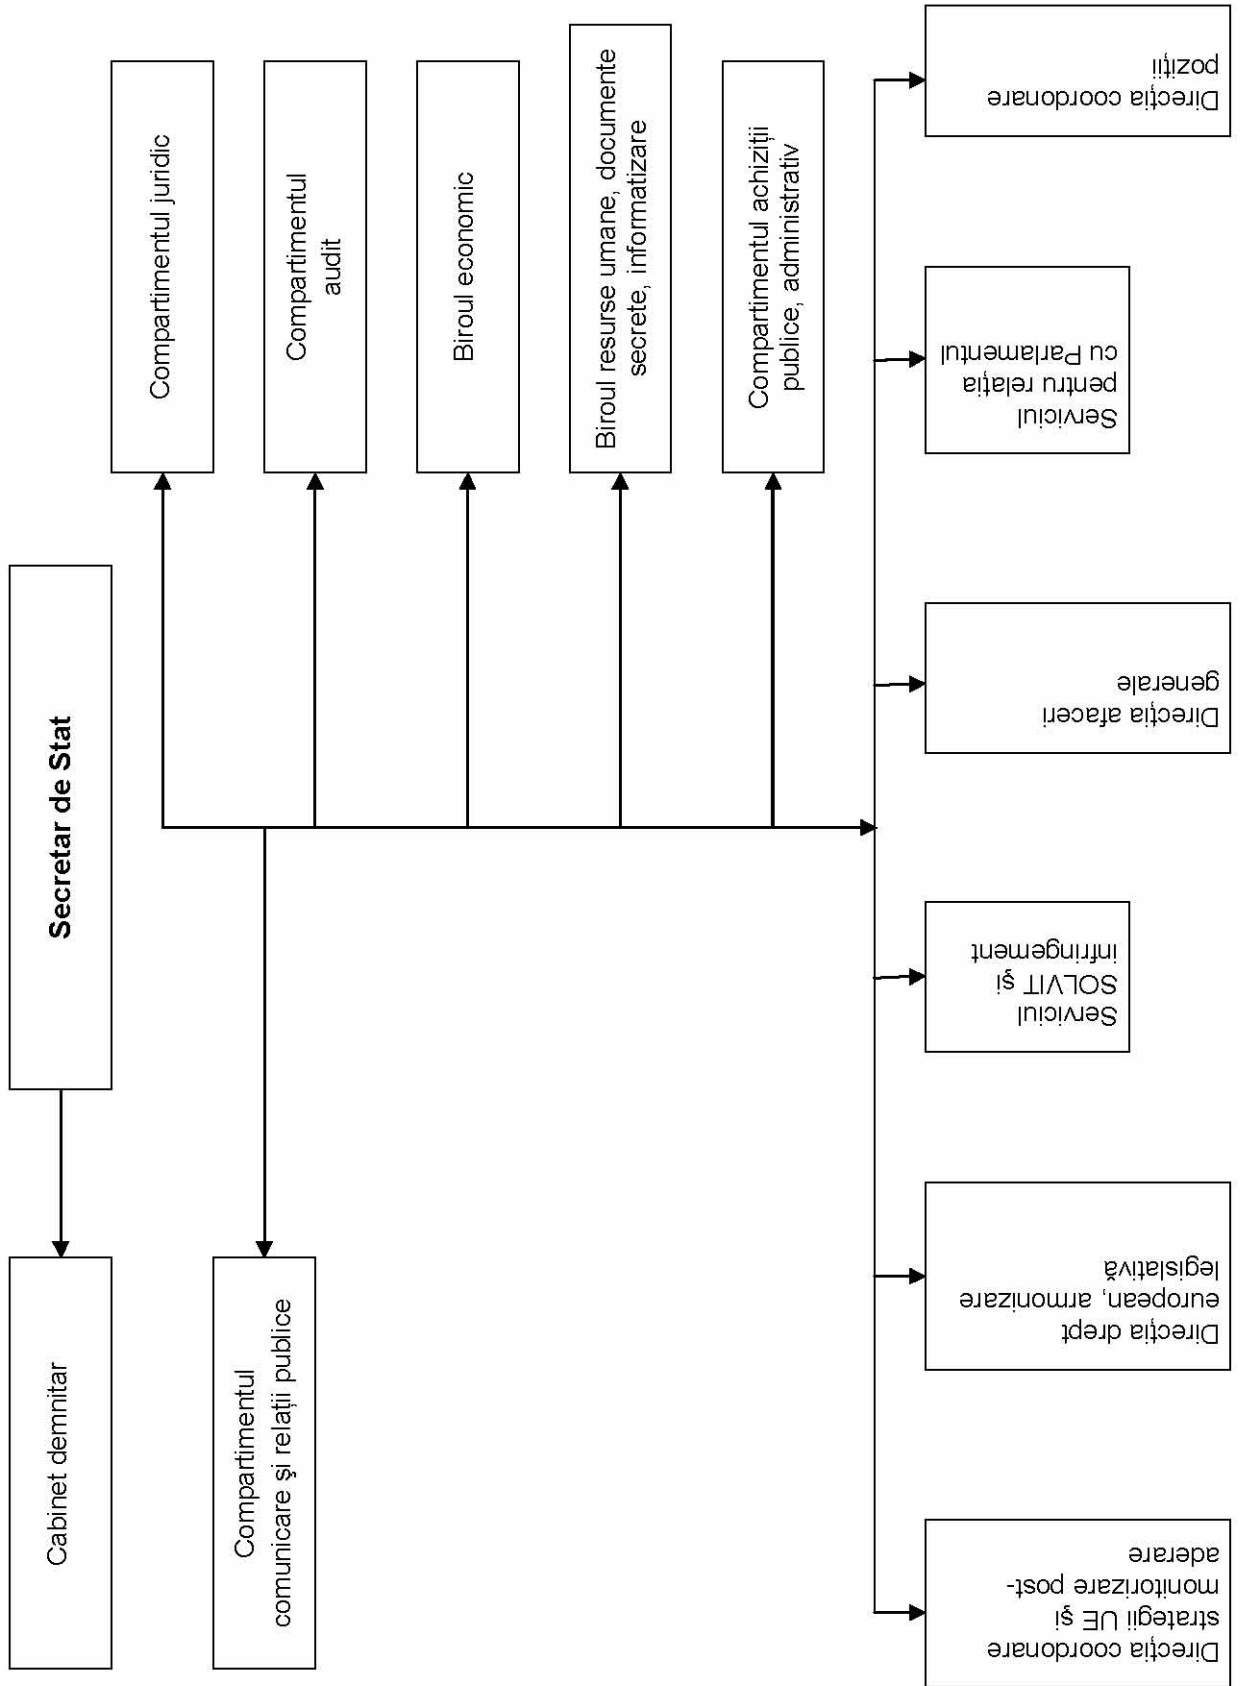 Secretar de Stat
Cabinet demnitar
Compartimentul
comunicare şi relaţii publice
Compartimentul juridic
Compartimentul
audit
Biroul economic
Biroul resurse umane, documente
secrete, informatizare
Compartimentul achiziţii
publice, administrativ
Direcţia coordonare
strategii UE şi
monitorizare post-
aderare
Direcţia drept
european, armonizare
legislativă
Serviciul
SOLVIT şi
infringement
Direcţia afaceri
generale
Serviciul
pentru relaţia
cu Parlamentul
Direcţia coordonare
poziţii